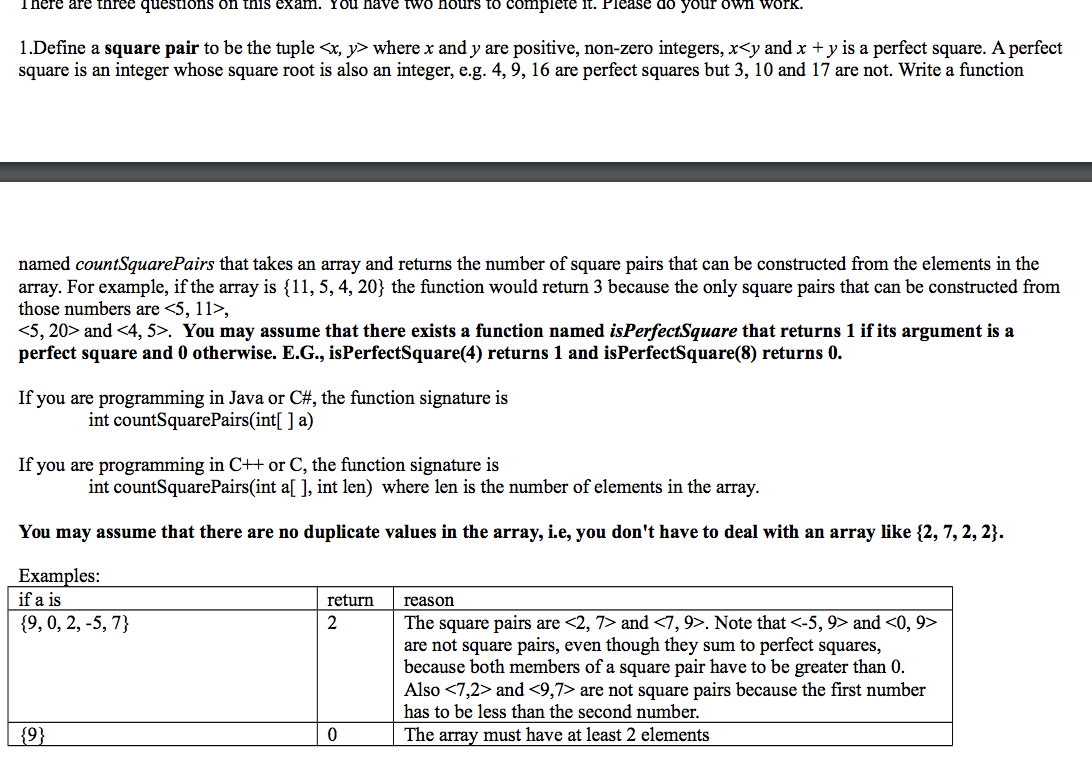 There are three questions on this exam. You have two hours to complete it. Please do your own work.
1.Define a square pair to be the tuple <x, y> where x and y are positive, non-zero integers, x<y and x + y is a perfect square. A perfect
square is an integer whose square root is also an integer, e.g. 4, 9, 16 are perfect squares but 3, 10 and 17 are not. Write a function
named countSquarePairs that takes an array and returns the number of square pairs that can be constructed from the elements in the
array. For example, if the array is {11, 5, 4, 20} the function would return 3 because the only square pairs that can be constructed from
those numbers are <5, 11>,
<5, 20> and <4, 5>. You may assume that there exists a function named isPerfectSquare that returns 1 if its argument is a
perfect square and 0 otherwise. E.G., isPerfectSquare(4) returns 1 and isPerfectSquare(8) returns 0.
If you are programming in Java or C#, the function signature is
int countSquarePairs(int[ ] a)
If you are programming in C++ or C, the function signature is
int countSquarePairs(int a[ ], int len) where len is the number of elements in the array.
You may assume that there are no duplicate values in the array, i.e, you don't have to deal with an array like {2, 7, 2, 2}.
Examples:
if a is return reason
{9, 0, 2, -5, 7} 2 The square pairs are <2, 7> and <7, 9>. Note that <-5, 9> and <0, 9>
are not square pairs, even though they sum to perfect squares,
because both members of a square pair have to be greater than 0.
Also <7,2> and <9,7> are not square pairs because the first number
has to be less than the second number.
{9} 0 The array must have at least 2 elements